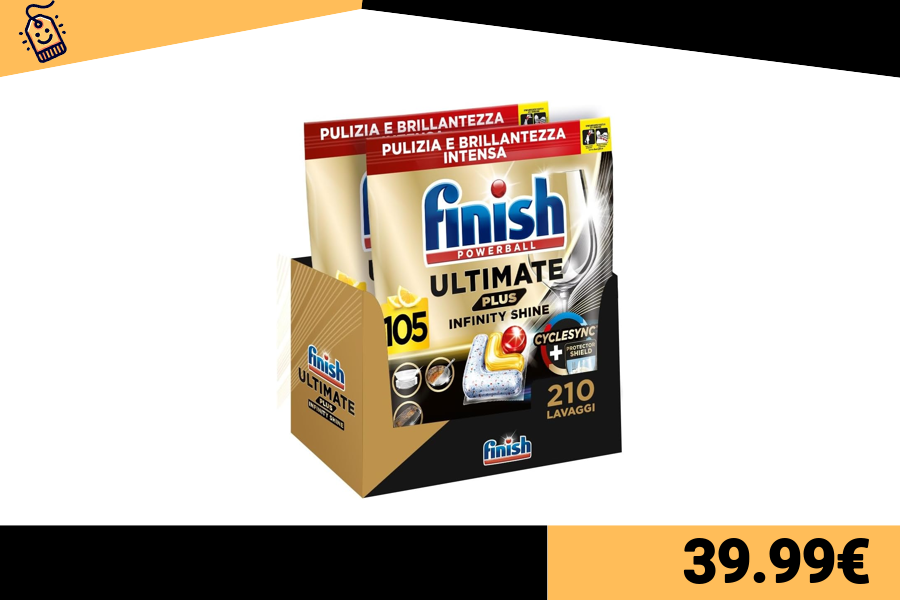 PULIZIA E BRILLANTEZZA
PULIZIA E BRILLANTEZZA
INTENSA
finish
POWERBALL
ULTIMATE
PLUS
INFINITY SHINE
105
CYCLESYNC
+ PROTECTOR
SHIELD
210
LAVAGGI
finish
ULTIMATE
PLUS
INFINITY SHINE
finish
39.99€